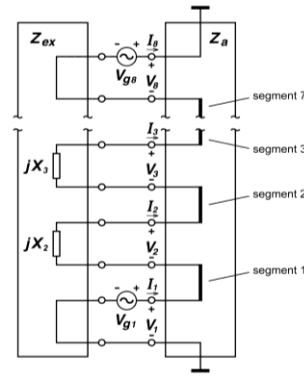 Zex
Za
- +
I8
Vg8
+
V8
-
segment 7
I3
+
segment 3
jX3
V3
-
I2
segment 2
+
jX2
V2
-
segment 1
- +
I1
+
Vg1
V1
-